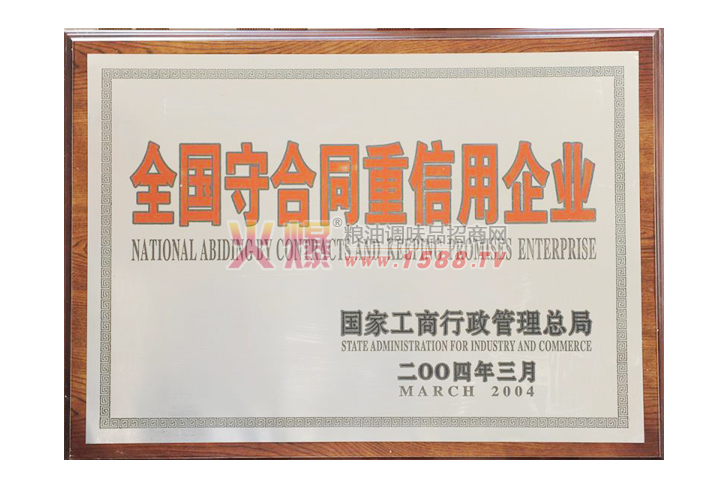 全国守合同重信用企业
火爆®粮油调味品招商网
www.1588.TV
NATIONAL ABIDING BY CONTRACTS AND KEEPING PROMISES ENTERPRISE
国家工商行政管理总局
STATE ADMINISTRATION FOR INDUSTRY AND COMMERCE
二OO四年三月
MARCH 2004